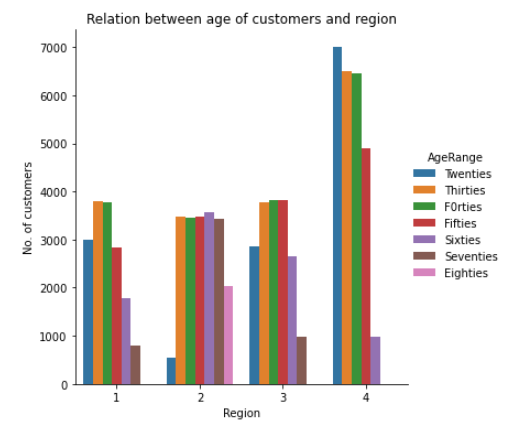 Relation between age of customers and region
7000
6000
5000
4000
3000
2000
1000
0
No. of customers
1 2 3 4
Region
AgeRange
Twenties
Thirties
F0rties
Fifties
Sixties
Seventies
Eighties